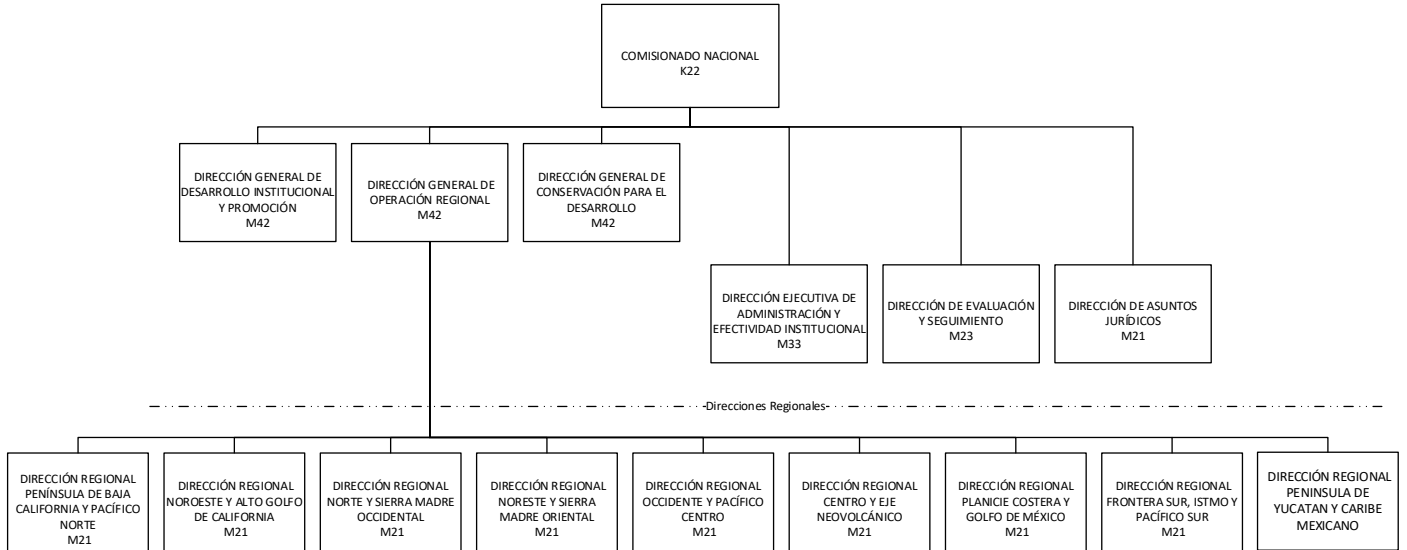 COMISIONADO NACIONAL
K22
DIRECCIÓN GENERAL DE
DESARROLLO INSTITUCIONAL
Y PROMOCIÓN
M42
DIRECCIÓN GENERAL DE
OPERACIÓN REGIONAL
M42
DIRECCIÓN GENERAL DE
CONSERVACIÓN PARA EL
DESARROLLO
M42
DIRECCIÓN EJECUTIVA DE
ADMINISTRACIÓN Y
EFECTIVIDAD INSTITUCIONAL
M33
DIRECCIÓN DE EVALUACIÓN
Y SEGUIMIENTO
M23
DIRECCIÓN DE ASUNTOS
JURÍDICOS
M21
Direcciones Regionales
DIRECCIÓN REGIONAL
PENÍNSULA DE BAJA
CALIFORNIA Y PACÍFICO
NORTE
M21
DIRECCIÓN REGIONAL
NOROESTE Y ALTO GOLFO
DE CALIFORNIA
M21
DIRECCIÓN REGIONAL
NORTE Y SIERRA MADRE
OCCIDENTAL
M21
DIRECCIÓN REGIONAL
NORESTE Y SIERRA
MADRE ORIENTAL
M21
DIRECCIÓN REGIONAL
OCCIDENTE Y PACÍFICO
CENTRO
M21
DIRECCIÓN REGIONAL
CENTRO Y EJE
NEOVOLCÁNICO
M21
DIRECCIÓN REGIONAL
PLANICIE COSTERA Y
GOLFO DE MÉXICO
M21
DIRECCIÓN REGIONAL
FRONTERA SUR, ISTMO Y
PACÍFICO SUR
M21
DIRECCIÓN REGIONAL
PENINSULA DE
YUCATAN Y CARIBE
MEXICANO